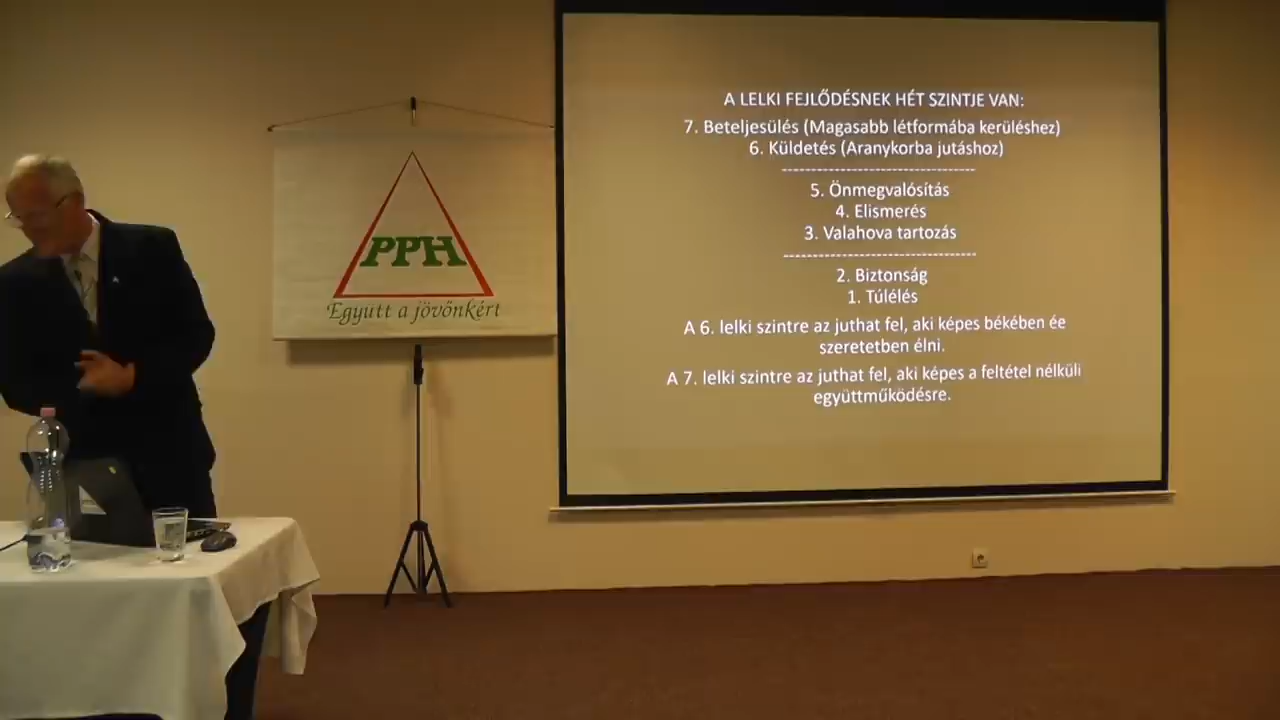 PPH
Együtt a jövőnkért
A LELKI FEJLŐDÉSNEK HÉT SZINTJE VAN:
7. Beteljesülés (Magasabb létformába kerüléshez)
6. Küldetés (Aranykorba jutáshoz)
-----------------------------------
5. Önmegvalósítás
4. Elismerés
3. Valahova tartozás
-----------------------------------
2. Biztonság
1. Túlélés
A 6. lelki szintre az juthat fel, aki képes békében ée
szeretetben élni.
A 7. lelki szintre az juthat fel, aki képes a feltétel nélküli
együttműködésre.